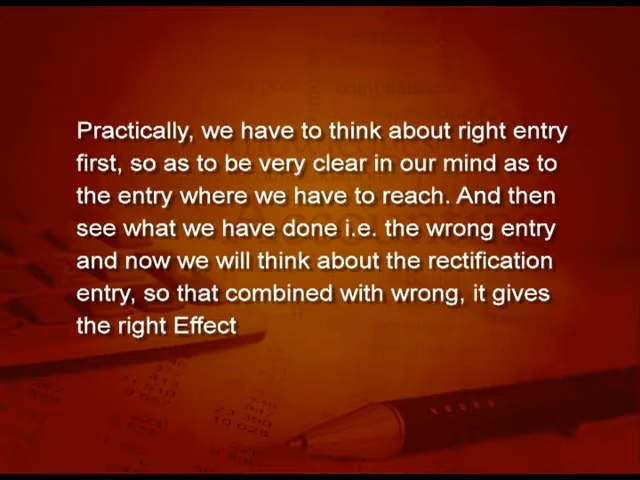 Practically, we have to think about right entry
first, so as to be very clear in our mind as to
the entry where we have to reach. And then
see what we have done i.e. the wrong entry
and now we will think about the rectification
entry, so that combined with wrong, it gives
the right Effect